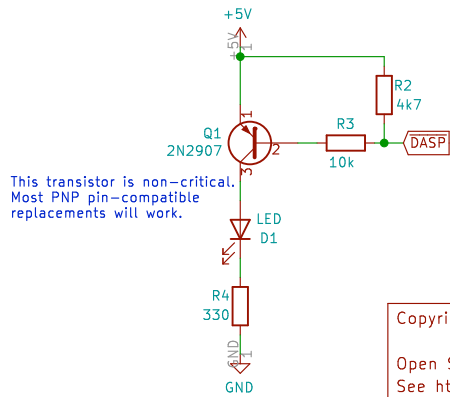 +5V
+5V
1
R2
4k7
1
Q1
2N2907
2
R3
10k
DASP
3
This transistor is non-critical.
Most PNP pin-compatible
replacements will work.
LED
D1
R4
330
GND
1
GND
Copyri
Open S
See ht